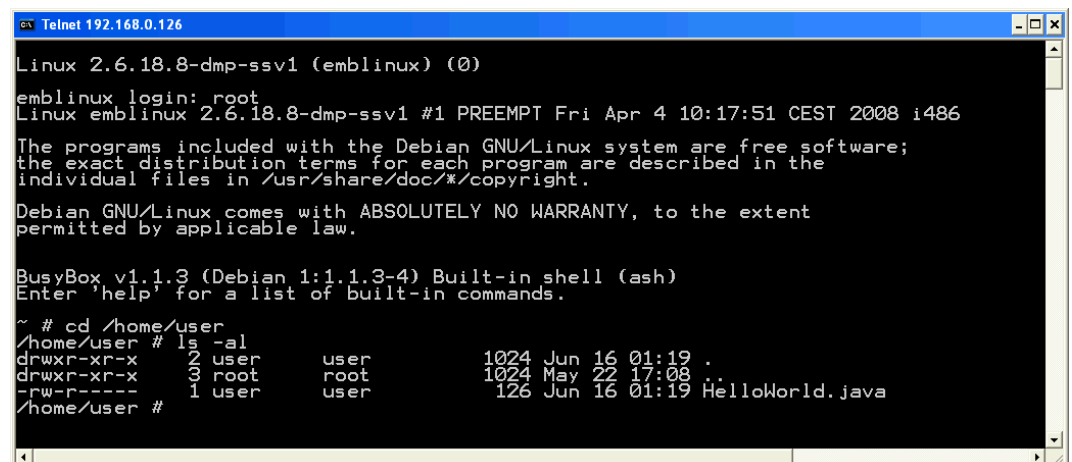 Telnet 192.168.0.126
Linux 2.6.18.8-dmp-ssv1 (emblinux) (0)
emblinux login: root
Linux emblinux 2.6.18.8-dmp-ssv1 #1 PREEMPT Fri Apr 4 10:17:51 CEST 2008 i486
The programs included with the Debian GNU/Linux system are free software;
the exact distribution terms for each program are described in the
individual files in /usr/share/doc/*/copyright.
Debian GNU/Linux comes with ABSOLUTELY NO WARRANTY, to the extent
permitted by applicable law.
BusyBox v1.1.3 (Debian 1:1.1.3-4) Built-in shell (ash)
Enter 'help' for a list of built-in commands.
~ # cd /home/user
/home/user # ls -al
drwxr-xr-x    2 user     user         1024 Jun 16 01:19 .
drwxr-xr-x    3 root     root         1024 May 22 17:08 ..
-rw-r-----    1 user     user          126 Jun 16 01:19 HelloWorld.java
/home/user #